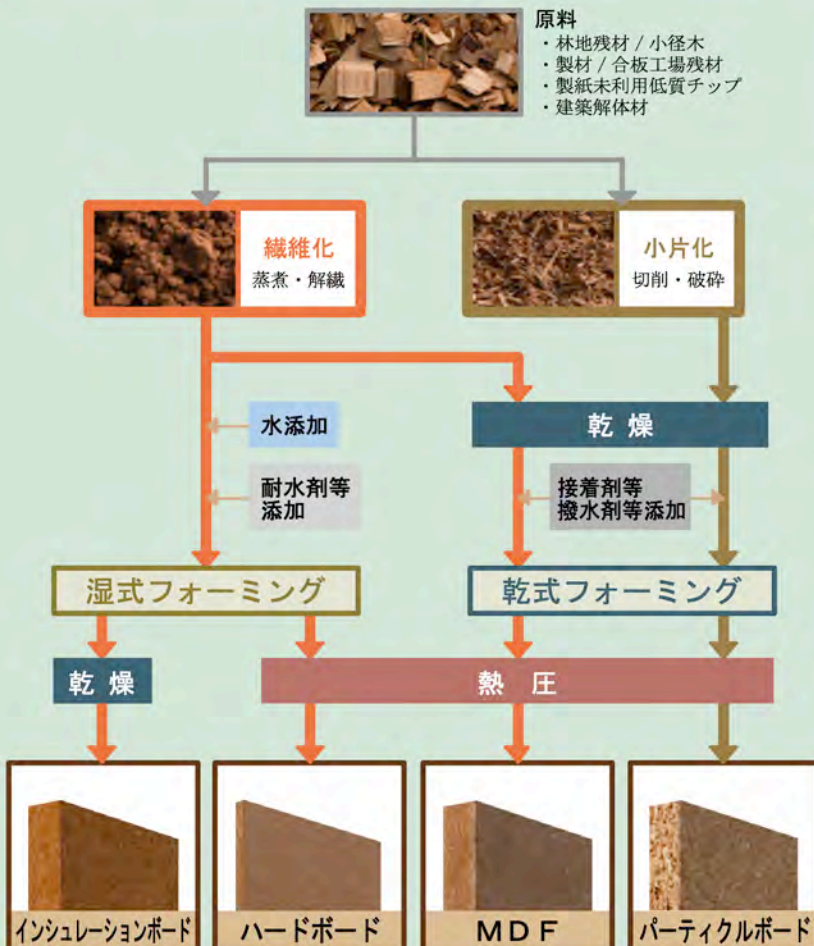 原料
・林地残材 / 小径木
・製材 / 合板工場残材
・製紙未利用低質チップ
・建築解体材
繊維化
蒸煮・解繊
小片化
切削・破砕
水添加
乾 燥
耐水剤等
添加
接着剤等
撥水剤等添加
湿式フォーミング
乾式フォーミング
乾 燥
熱 圧
インシュレーションボード
ハードボード
MDF
パーティクルボード